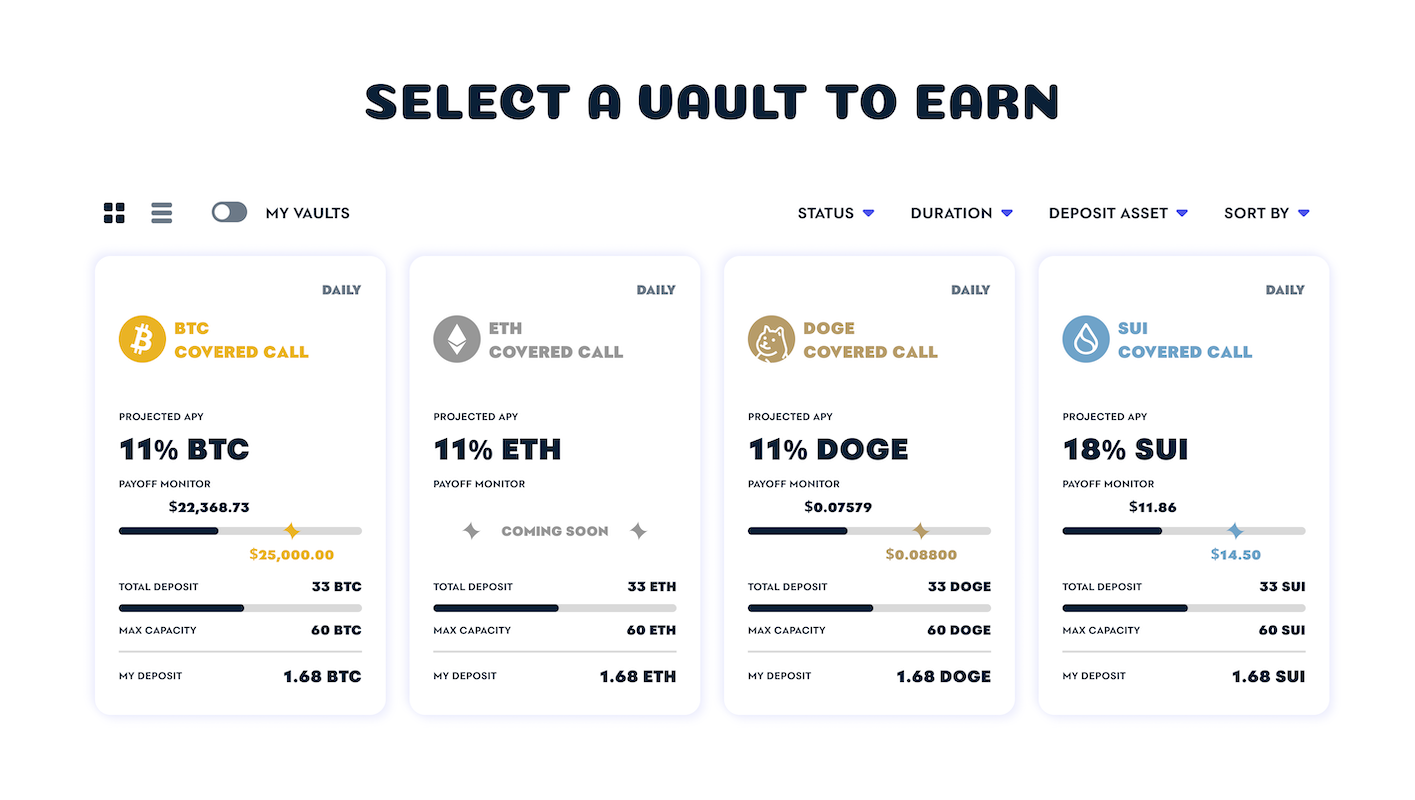 SELECT A VAULT TO EARN
MY VAULTS
STATUS
DURATION
DEPOSIT ASSET
SORT BY
DAILY
BTC
COVERED CALL
PROJECTED APY
11% BTC
PAYOFF MONITOR
$22,368.73
$25,000.00
TOTAL DEPOSIT 33 BTC
MAX CAPACITY 60 BTC
MY DEPOSIT 1.68 BTC
DAILY
ETH
COVERED CALL
PROJECTED APY
11% ETH
PAYOFF MONITOR
COMING SOON
TOTAL DEPOSIT 33 ETH
MAX CAPACITY 60 ETH
MY DEPOSIT 1.68 ETH
DAILY
DOGE
COVERED CALL
PROJECTED APY
11% DOGE
PAYOFF MONITOR
$0.07579
$0.08800
TOTAL DEPOSIT 33 DOGE
MAX CAPACITY 60 DOGE
MY DEPOSIT 1.68 DOGE
DAILY
SUI
COVERED CALL
PROJECTED APY
18% SUI
PAYOFF MONITOR
$11.86
$14.50
TOTAL DEPOSIT 33 SUI
MAX CAPACITY 60 SUI
MY DEPOSIT 1.68 SUI